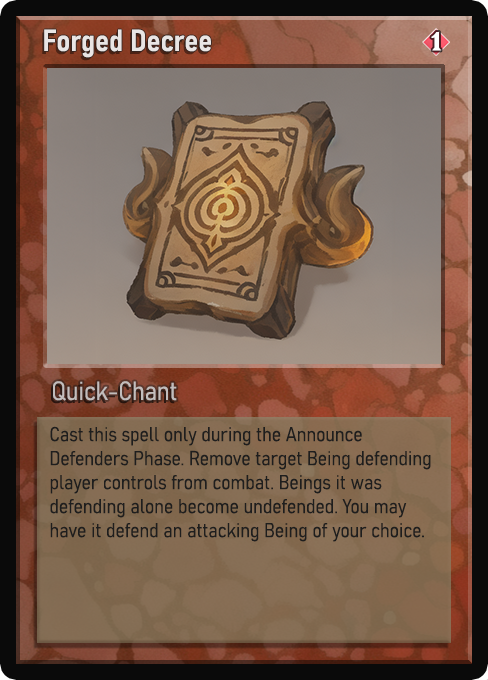 Forged Decree
1
Quick-Chant
Cast this spell only during the Announce
Defenders Phase. Remove target Being defending
player controls from combat. Beings it was
defending alone become undefended. You may
have it defend an attacking Being of your choice.